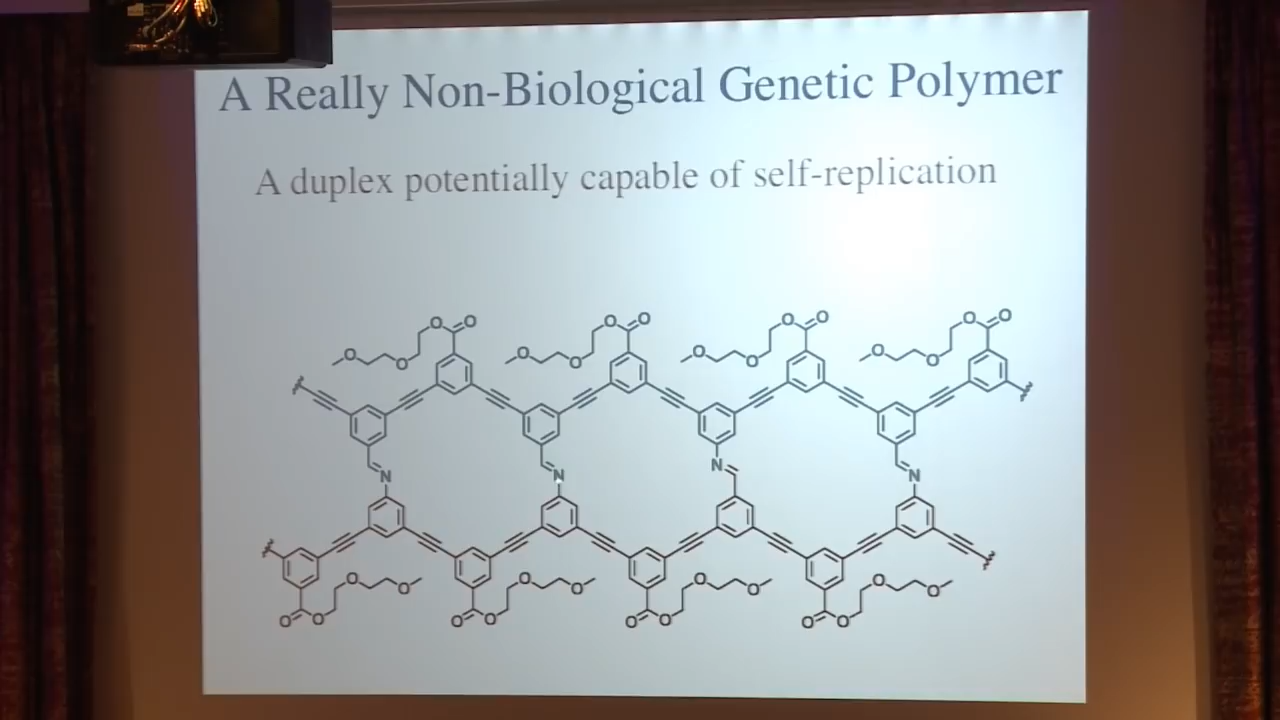 A Really Non-Biological Genetic Polymer
A duplex potentially capable of self-replication
O O O O O O O O
O O O O O O O O
N N N N
O O O O O O O O
O O O O O O O O